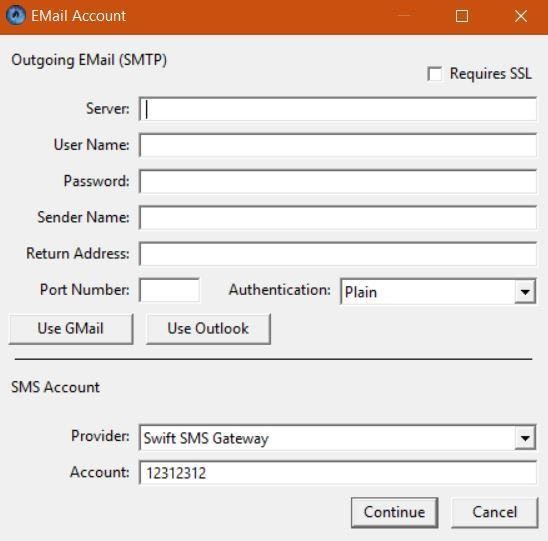 EMail Account
Outgoing EMail (SMTP)
Requires SSL
Server:
User Name:
Password:
Sender Name:
Return Address:
Port Number: Authentication: Plain
Use GMail Use Outlook
SMS Account
Provider: Swift SMS Gateway
Account: 12312312
Continue Cancel